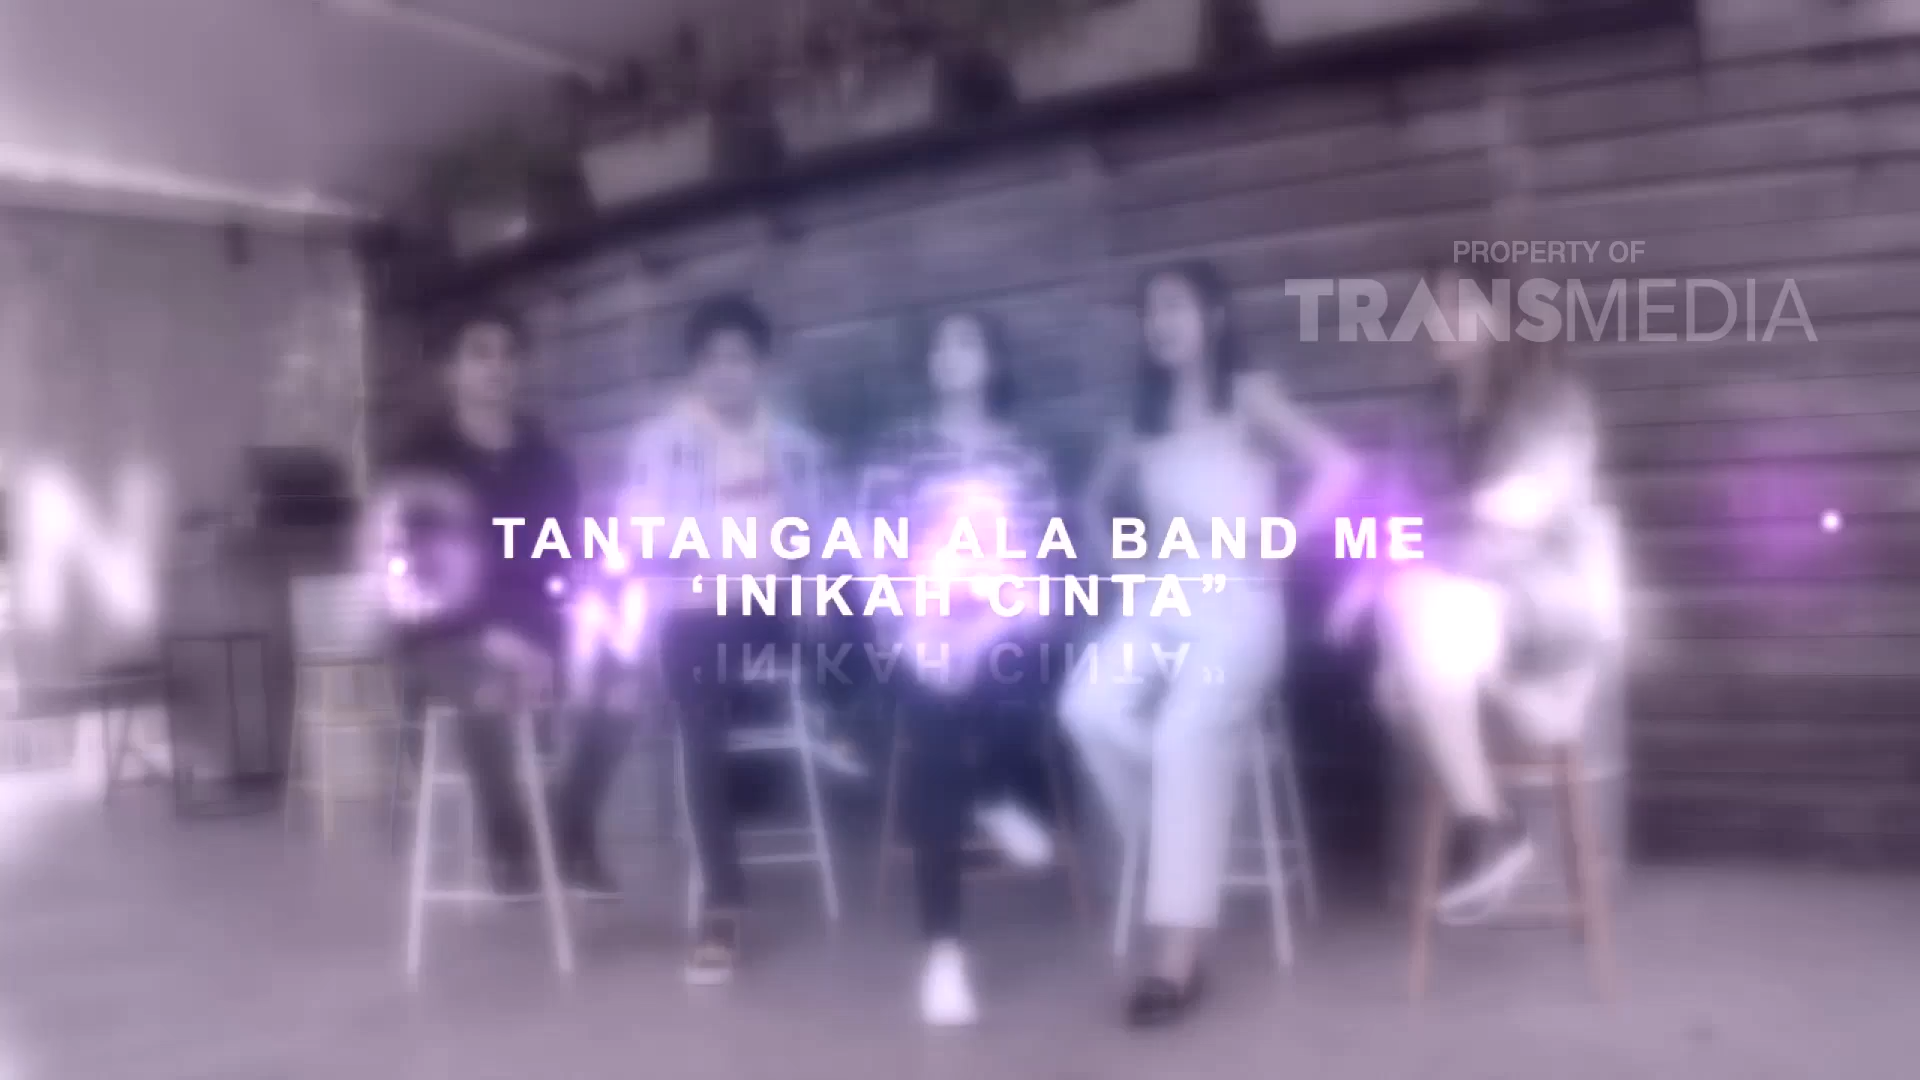 PROPERTY OF
TRANSMEDIA
TANTANGAN ALA BAND ME
‘INIKAH CINTA”